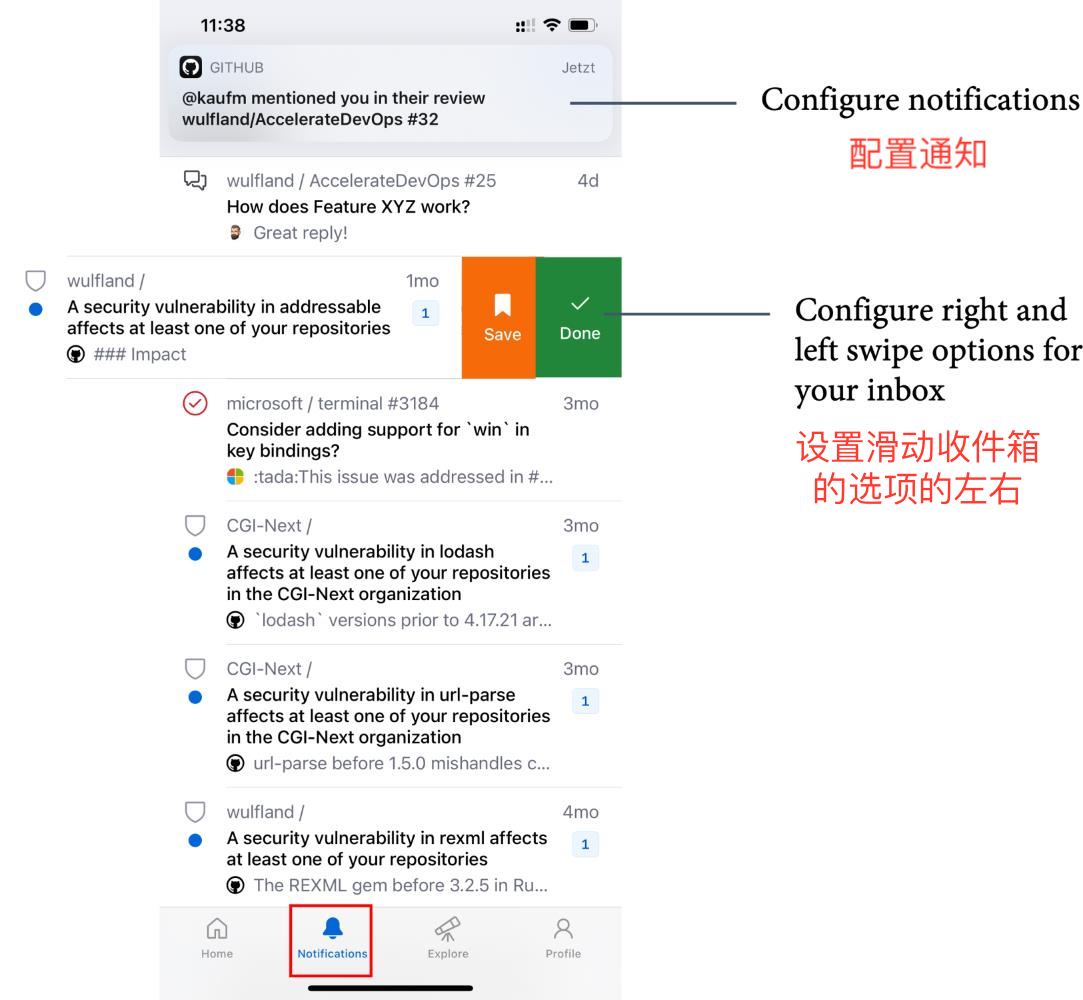 11:38
GITHUB
Jetzt
@kaufm mentioned you in their review
wulfland/AccelerateDevOps #32
Configure notifications
配置通知
wulfland / AccelerateDevOps #25
4d
How does Feature XYZ work?
Great reply!
wulfland /
1mo
A security vulnerability in addressable
affects at least one of your repositories
1
### Impact
Save
Done
Configure right and
left swipe options for
your inbox
设置滑动收件箱
的选项的左右
microsoft / terminal #3184
3mo
Consider adding support for `win` in
key bindings?
:tada:This issue was addressed in #...
CGI-Next /
3mo
A security vulnerability in lodash
affects at least one of your repositories
in the CGI-Next organization
1
`lodash` versions prior to 4.17.21 ar...
CGI-Next /
3mo
A security vulnerability in url-parse
affects at least one of your repositories
in the CGI-Next organization
1
url-parse before 1.5.0 mishandles c...
wulfland /
4mo
A security vulnerability in rexml affects
at least one of your repositories
1
The REXML gem before 3.2.5 in Ru...
Home
Notifications
Explore
Profile